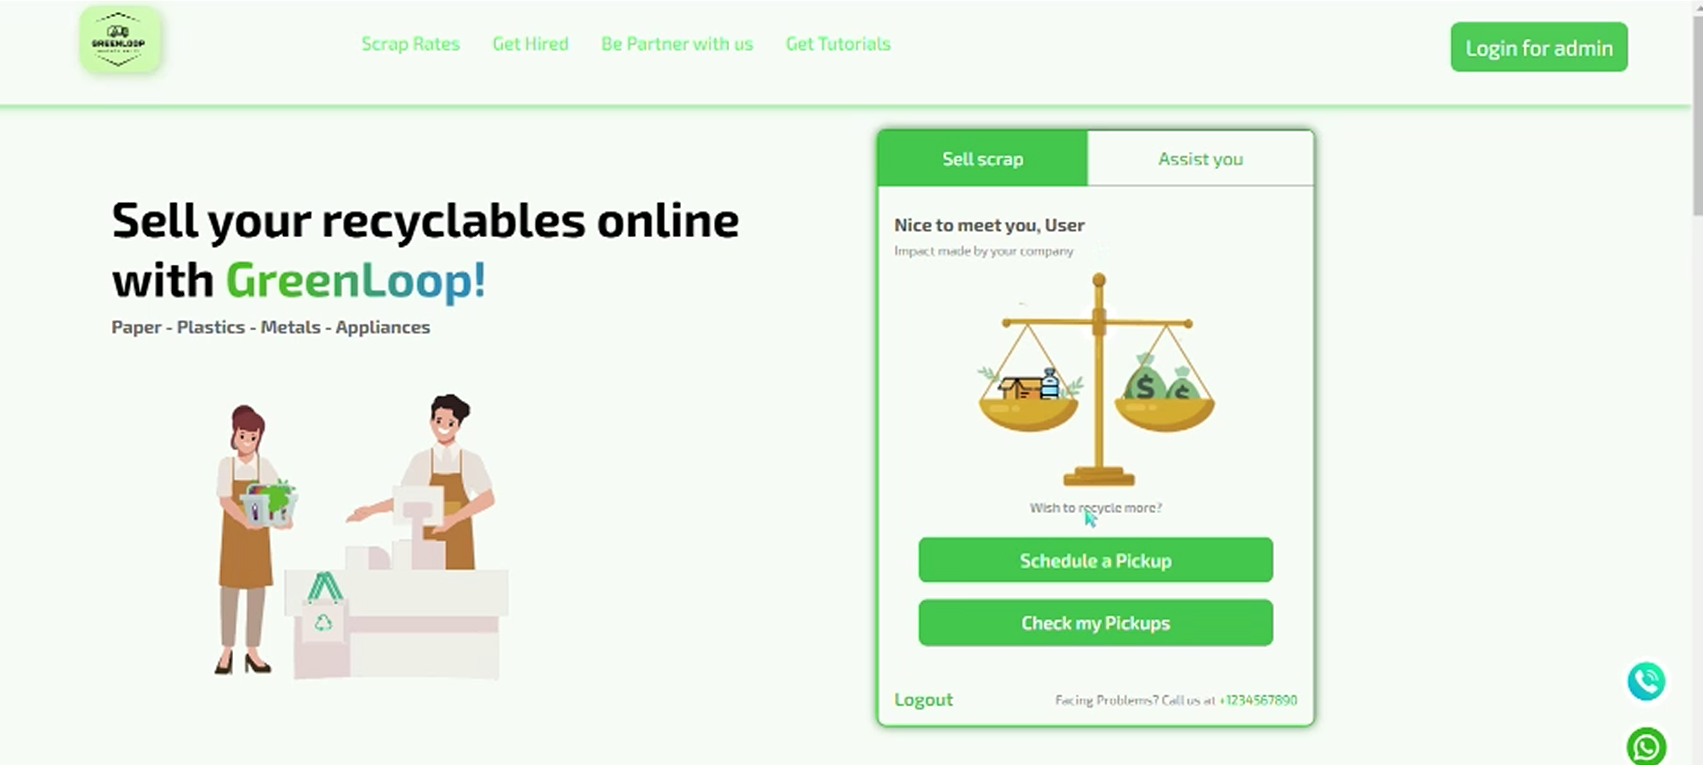 GREENLOOP
Scrap Rates
Get Hired
Be Partner with us
Get Tutorials
Login for admin
Sell your recyclables online
with GreenLoop!
Paper - Plastics - Metals - Appliances
Sell scrap
Assist you
Nice to meet you, User
Impact made by your company
$ $
Wish to recycle more?
Schedule a Pickup
Check my Pickups
Logout
Facing Problems? Call us at +1234567890